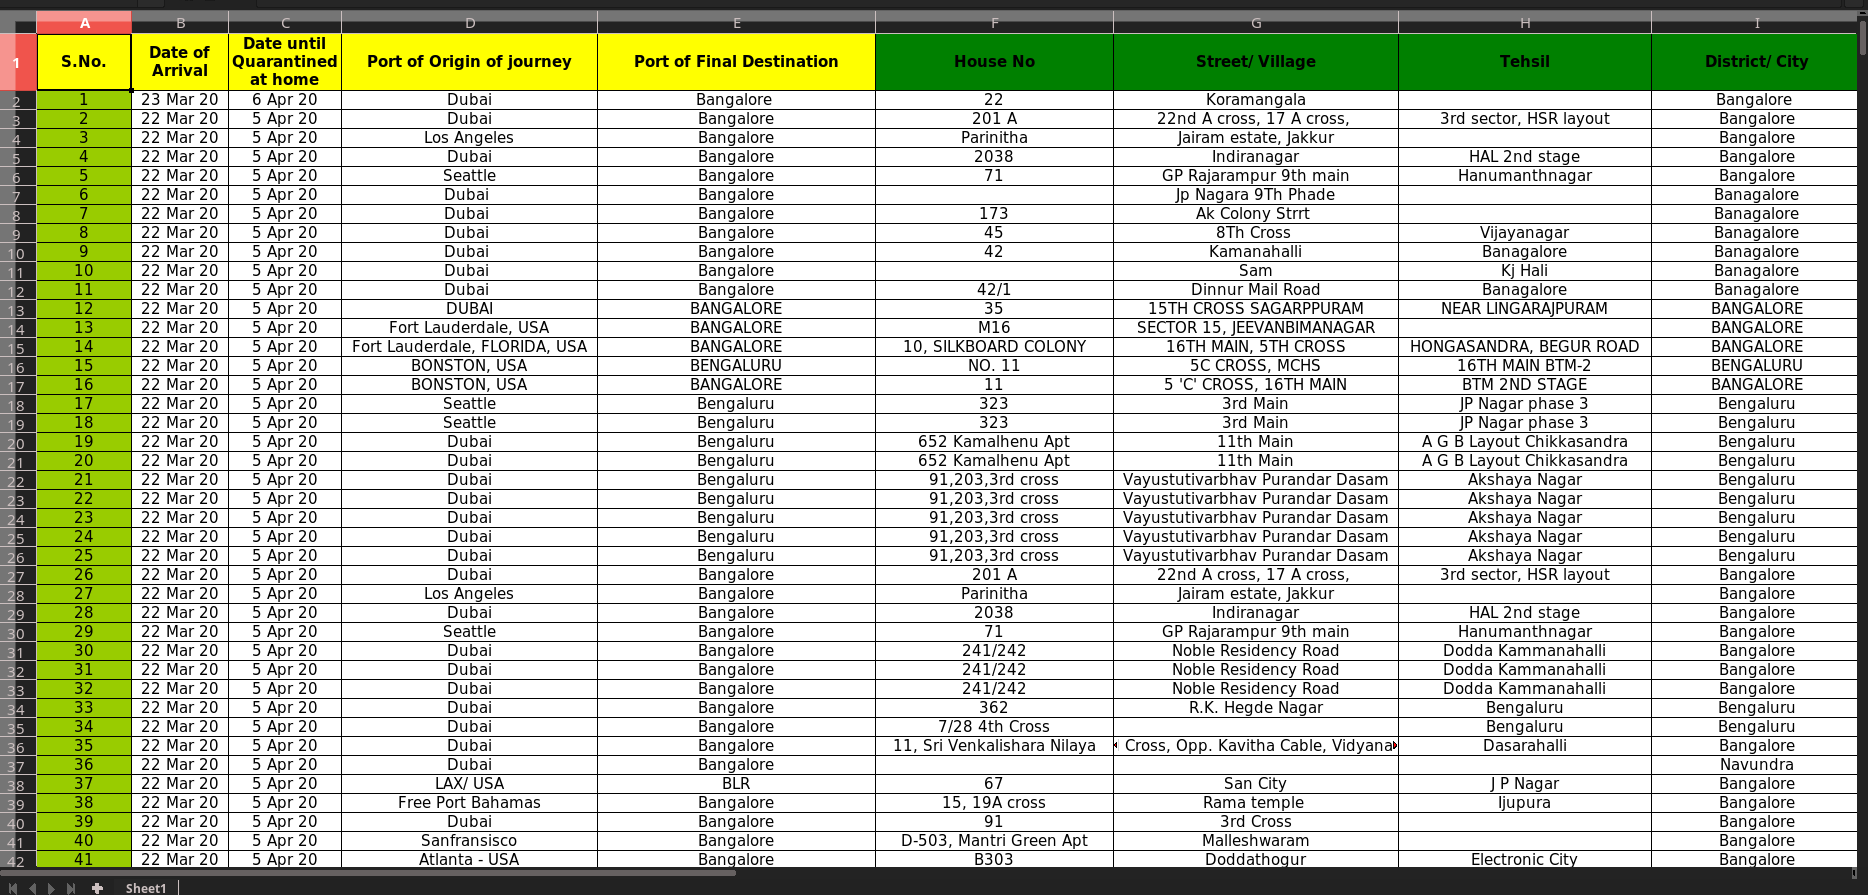 A B C D E F G H I
1 S.No. Date of Arrival Date until Quarantined at home Port of Origin of journey Port of Final Destination House No Street/ Village Tehsil District/ City
2 1 23 Mar 20 6 Apr 20 Dubai Bangalore 22 Koramangala Bangalore
3 2 22 Mar 20 5 Apr 20 Dubai Bangalore 201 A 22nd A cross, 17 A cross, 3rd sector, HSR layout Bangalore
4 3 22 Mar 20 5 Apr 20 Los Angeles Bangalore Parinitha Jairam estate, Jakkur Bangalore
5 4 22 Mar 20 5 Apr 20 Dubai Bangalore 2038 Indiranagar HAL 2nd stage Bangalore
6 5 22 Mar 20 5 Apr 20 Seattle Bangalore 71 GP Rajarampur 9th main Hanumanthnagar Bangalore
7 6 22 Mar 20 5 Apr 20 Dubai Bangalore Jp Nagara 9Th Phade Banagalore
8 7 22 Mar 20 5 Apr 20 Dubai Bangalore 173 Ak Colony Strrt Banagalore
9 8 22 Mar 20 5 Apr 20 Dubai Bangalore 45 8Th Cross Vijayanagar Banagalore
10 9 22 Mar 20 5 Apr 20 Dubai Bangalore 42 Kamanahalli Banagalore Banagalore
11 10 22 Mar 20 5 Apr 20 Dubai Bangalore Sam Kj Hali Banagalore
12 11 22 Mar 20 5 Apr 20 Dubai Bangalore 42/1 Dinnur Mail Road Banagalore Banagalore
13 12 22 Mar 20 5 Apr 20 DUBAI BANGALORE 35 15TH CROSS SAGARPPURAM NEAR LINGARAJPURAM BANGALORE
14 13 22 Mar 20 5 Apr 20 Fort Lauderdale, USA BANGALORE M16 SECTOR 15, JEEVANBIMANAGAR BANGALORE
15 14 22 Mar 20 5 Apr 20 Fort Lauderdale, FLORIDA, USA BANGALORE 10, SILKBOARD COLONY 16TH MAIN, 5TH CROSS HONGASANDRA, BEGUR ROAD BANGALORE
16 15 22 Mar 20 5 Apr 20 BONSTON, USA BENGALURU NO. 11 5C CROSS, MCHS 16TH MAIN BTM-2 BENGALURU
17 16 22 Mar 20 5 Apr 20 BONSTON, USA BANGALORE 11 5 'C' CROSS, 16TH MAIN BTM 2ND STAGE BANGALORE
18 17 22 Mar 20 5 Apr 20 Seattle Bengaluru 323 3rd Main JP Nagar phase 3 Bengaluru
19 18 22 Mar 20 5 Apr 20 Seattle Bengaluru 323 3rd Main JP Nagar phase 3 Bengaluru
20 19 22 Mar 20 5 Apr 20 Dubai Bengaluru 652 Kamalhenu Apt 11th Main A G B Layout Chikkasandra Bengaluru
21 20 22 Mar 20 5 Apr 20 Dubai Bengaluru 652 Kamalhenu Apt 11th Main A G B Layout Chikkasandra Bengaluru
22 21 22 Mar 20 5 Apr 20 Dubai Bengaluru 91,203,3rd cross Vayustutivarbhav Purandar Dasam Akshaya Nagar Bengaluru
23 22 22 Mar 20 5 Apr 20 Dubai Bengaluru 91,203,3rd cross Vayustutivarbhav Purandar Dasam Akshaya Nagar Bengaluru
24 23 22 Mar 20 5 Apr 20 Dubai Bengaluru 91,203,3rd cross Vayustutivarbhav Purandar Dasam Akshaya Nagar Bengaluru
25 24 22 Mar 20 5 Apr 20 Dubai Bengaluru 91,203,3rd cross Vayustutivarbhav Purandar Dasam Akshaya Nagar Bengaluru
26 25 22 Mar 20 5 Apr 20 Dubai Bengaluru 91,203,3rd cross Vayustutivarbhav Purandar Dasam Akshaya Nagar Bengaluru
27 26 22 Mar 20 5 Apr 20 Dubai Bangalore 201 A 22nd A cross, 17 A cross, 3rd sector, HSR layout Bangalore
28 27 22 Mar 20 5 Apr 20 Los Angeles Bangalore Parinitha Jairam estate, Jakkur Bangalore
29 28 22 Mar 20 5 Apr 20 Dubai Bangalore 2038 Indiranagar HAL 2nd stage Bangalore
30 29 22 Mar 20 5 Apr 20 Seattle Bangalore 71 GP Rajarampur 9th main Hanumanthnagar Bangalore
31 30 22 Mar 20 5 Apr 20 Dubai Bangalore 241/242 Noble Residency Road Dodda Kammanahalli Bangalore
32 31 22 Mar 20 5 Apr 20 Dubai Bangalore 241/242 Noble Residency Road Dodda Kammanahalli Bangalore
33 32 22 Mar 20 5 Apr 20 Dubai Bangalore 241/242 Noble Residency Road Dodda Kammanahalli Bangalore
34 33 22 Mar 20 5 Apr 20 Dubai Bangalore 362 R.K. Hegde Nagar Bengaluru Bengaluru
35 34 22 Mar 20 5 Apr 20 Dubai Bangalore 7/28 4th Cross Bengaluru Bengaluru
36 35 22 Mar 20 5 Apr 20 Dubai Bangalore 11, Sri Venkalishara Nilaya Cross, Opp. Kavitha Cable, Vidyana Dasarahalli Bangalore
37 36 22 Mar 20 5 Apr 20 Dubai Bangalore Navundra
38 37 22 Mar 20 5 Apr 20 LAX/ USA BLR 67 San City J P Nagar Bangalore
39 38 22 Mar 20 5 Apr 20 Free Port Bahamas Bangalore 15, 19A cross Rama temple Ijupura Bangalore
40 39 22 Mar 20 5 Apr 20 Dubai Bangalore 91 3rd Cross Bangalore
41 40 22 Mar 20 5 Apr 20 Sanfransisco Bangalore D-503, Mantri Green Apt Malleshwaram Bangalore
42 41 22 Mar 20 5 Apr 20 Atlanta - USA Bangalore B303 Doddathogur Electronic City Bangalore
Sheet1